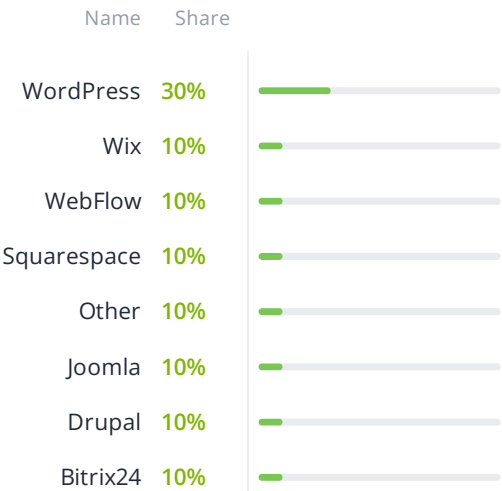 Name Share
WordPress 30%
Wix 10%
WebFlow 10%
Squarespace 10%
Other 10%
Joomla 10%
Drupal 10%
Bitrix24 10%